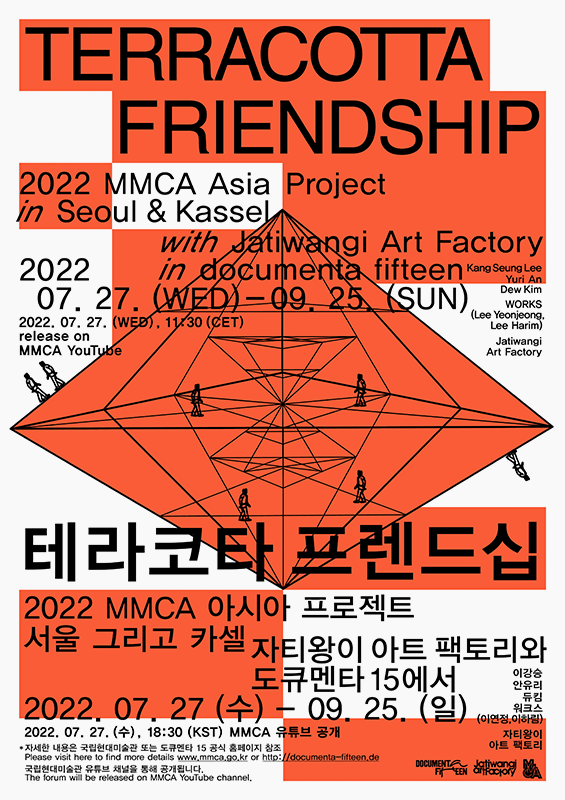 TERRACOTTA
FRIENDSHIP
2022 MMCA Asia Project
in Seoul & Kassel
with Jatiwangi Art Factory
in documenta fifteen
2022
07. 27. (WED) – 09. 25. (SUN)
2022. 07. 27. (WED), 11:30 (CET)
release on
MMCA YouTube
Kang Seung Lee
Yuri An
Dew Kim
WORKS
(Lee Yeonjeong,
Lee Harim)
Jatiwangi
Art Factory
테라코타 프렌드십
2022 MMCA 아시아 프로젝트
서울 그리고 카셀
자티왕이 아트 팩토리와
도큐멘타 15에서
2022. 07. 27 (수) – 09. 25. (일)
2022. 07. 27. (수), 18:30 (KST) MMCA 유튜브 공개
이강승
안유리
듀킴
워크스
(이연정,이하림)
자티왕이
아트 팩토리
*자세한 내용은 국립현대미술관 또는 도큐멘타 15 공식 홈페이지 참조
Please visit here to find more details www.mmca.go.kr or http://documenta-fifteen.de
국립현대미술관 유튜브 채널을 통해 공개됩니다.
The forum will be released on MMCA YouTube channel.
DOCUMENTA
FIFTEEN
Jatiwangi
artFactory
MMCA